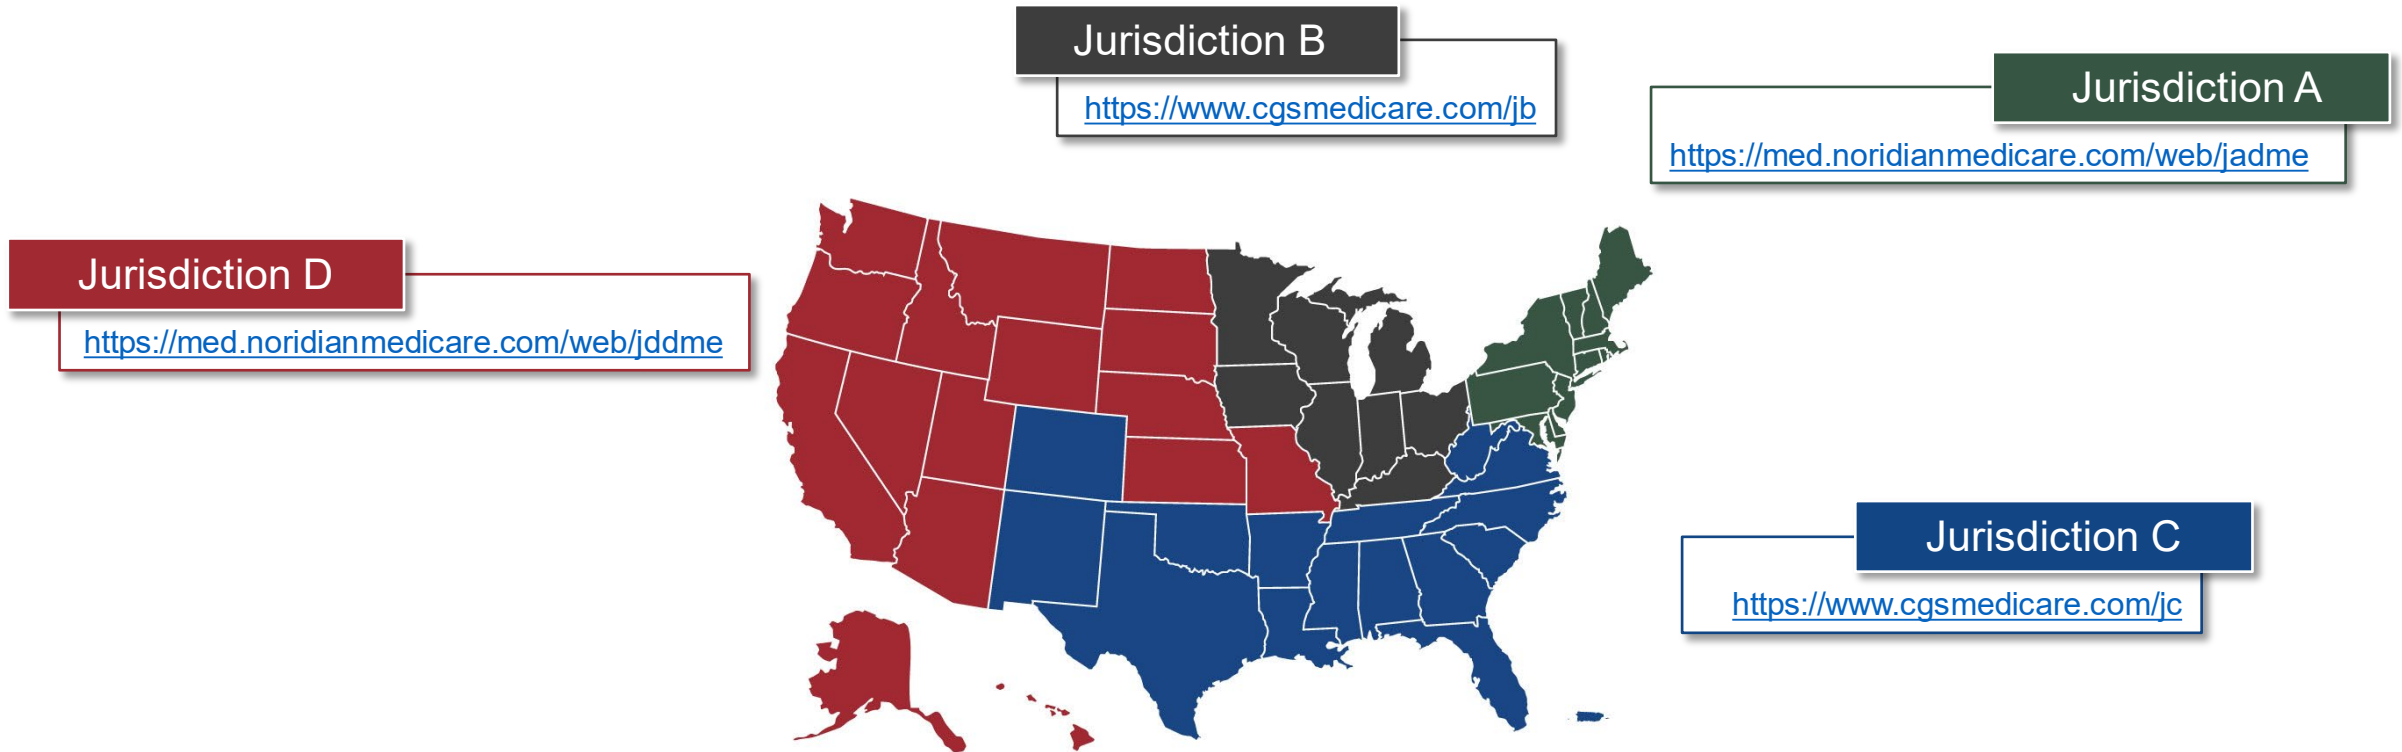 Jurisdiction B
https://www.cgsmedicare.com/jb
Jurisdiction A
https://med.noridianmedicare.com/web/jadme
Jurisdiction D
https://med.noridianmedicare.com/web/jddme
Jurisdiction C
https://www.cgsmedicare.com/jc